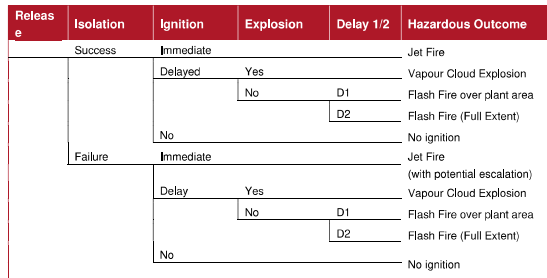 Releas
e
Isolation Ignition Explosion Delay 1/2 Hazardous Outcome
Success Immediate Jet Fire
Delayed Yes Vapour Cloud Explosion
No D1 Flash Fire over plant area
D2 Flash Fire (Full Extent)
No No ignition
Failure Immediate Jet Fire
(with potential escalation)
Delay Yes Vapour Cloud Explosion
No D1 Flash Fire over plant area
D2 Flash Fire (Full Extent)
No
No ignition